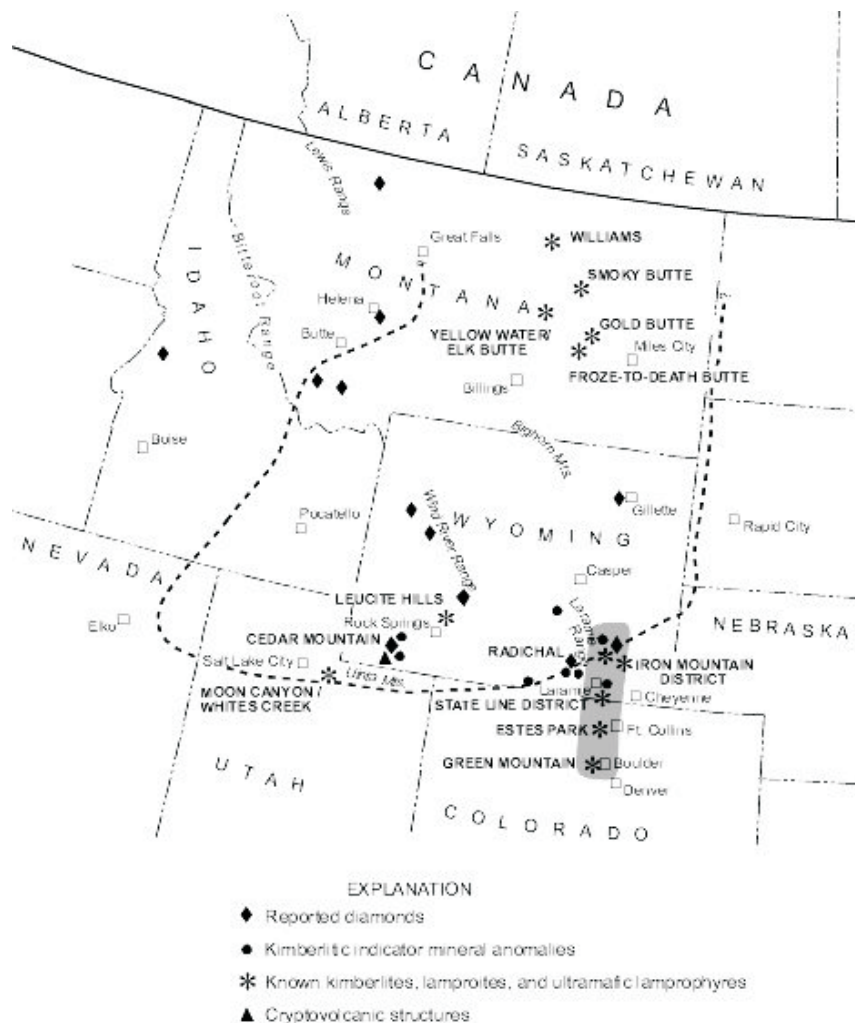 CANADA
ALBERTA
SASKATCHEWAN
Lewis Range
Great Falls
WILLIAMS
IDAHO
Bitterroot Range
MONTANA
SMOKY BUTTE
Helena
GOLD BUTTE
Butte
YELLOW WATER/
ELK BUTTE
Miles City
Billings
FROZE-TO-DEATH BUTTE
Boise
Bighorn Mts.
Pocatello
Wind River Range
WYOMING
Gillette
Rapid City
NEVADA
Casper
LEUCITE HILLS
Laramie
Range
Elko
Rock Springs
NEBRASKA
CEDAR MOUNTAIN
RADICHAL
Salt Lake City
Uinta Mts.
IRON MOUNTAIN
DISTRICT
MOON CANYON /
WHITES CREEK
Laramie
Cheyenne
STATE LINE DISTRICT
ESTES PARK
Ft. Collins
UTAH
GREEN MOUNTAIN
Boulder
Denver
COLORADO
EXPLANATION
Reported diamonds
Kimberlitic indicator mineral anomalies
Known kimberlites, lamproites, and ultramafic lamprophyres
Cryptovolcanic structures